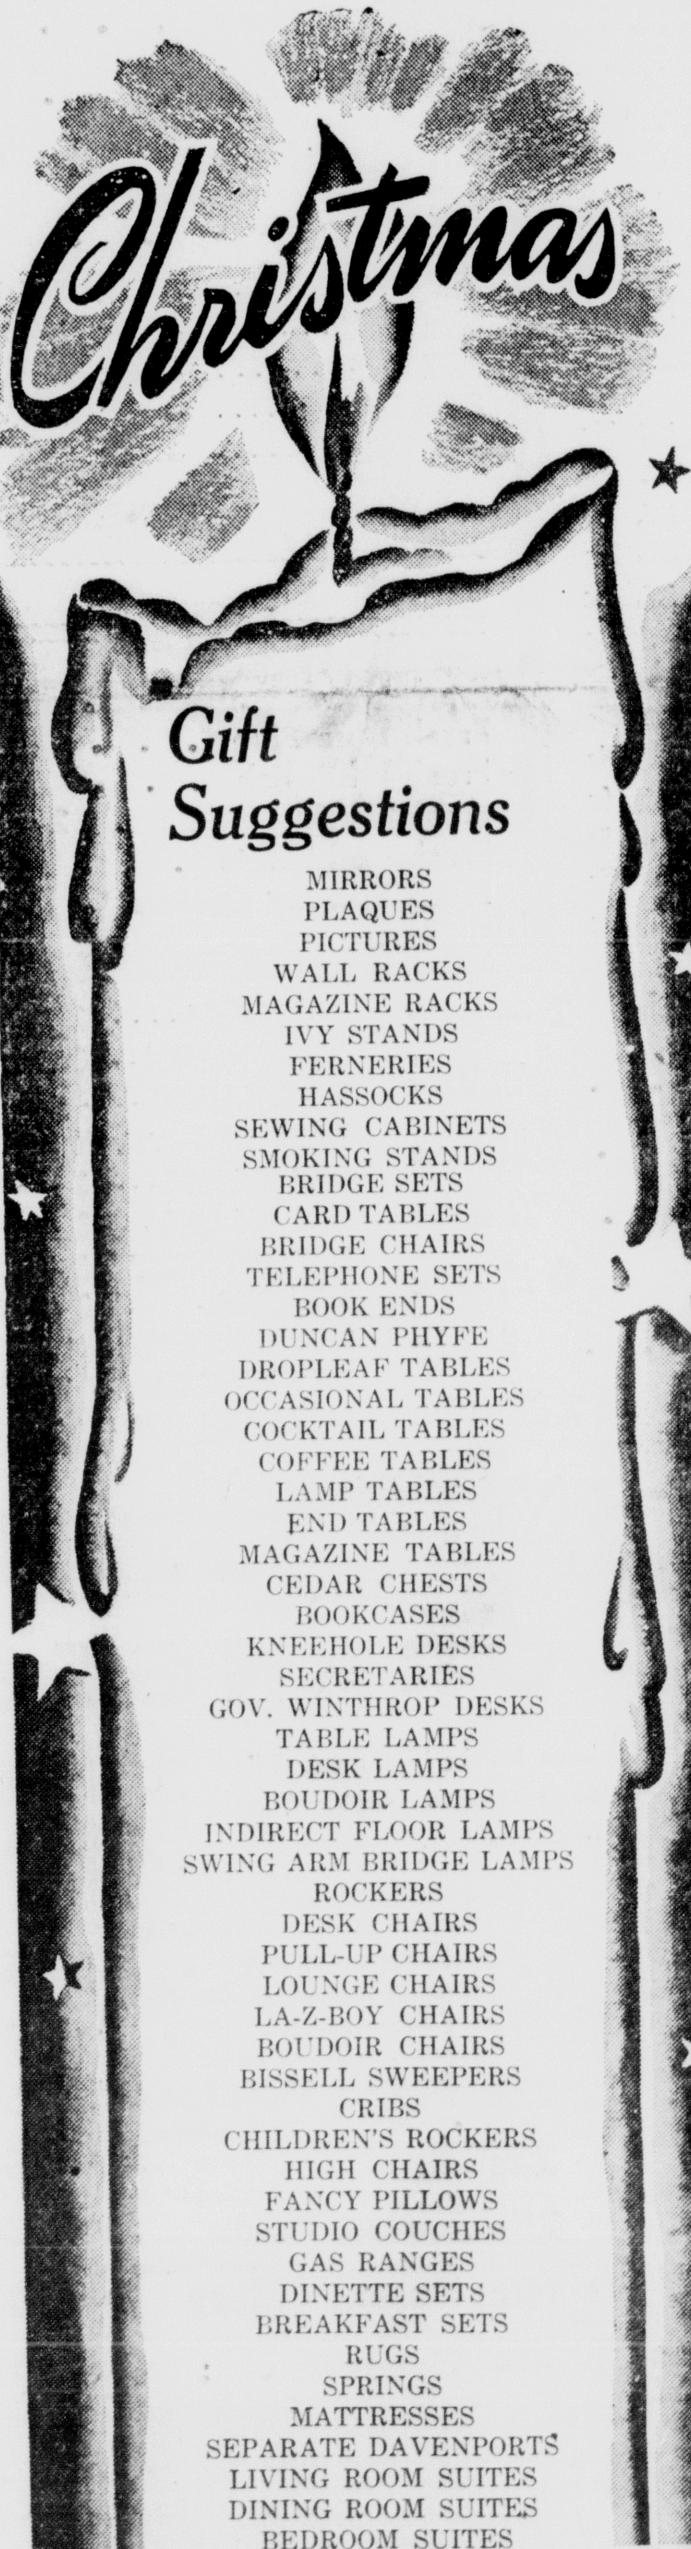 Christmas
Gift
Suggestions
MIRRORS
PLAQUES
PICTURES
WALL RACKS
MAGAZINE RACKS
IVY STANDS
FERNERIES
HASSOCKS
SEWING CABINETS
SMOKING STANDS
BRIDGE SETS
CARD TABLES
BRIDGE CHAIRS
TELEPHONE SETS
BOOK ENDS
DUNCAN PHYFE
DROPLEAF TABLES
OCCASIONAL TABLES
COCKTAIL TABLES
COFFEE TABLES
LAMP TABLES
END TABLES
MAGAZINE TABLES
CEDAR CHESTS
BOOKCASES
KNEEHOLE DESKS
SECRETARIES
GOV. WINTHROP DESKS
TABLE LAMPS
DESK LAMPS
BOUDOIR LAMPS
INDIRECT FLOOR LAMPS
SWING ARM BRIDGE LAMPS
ROCKERS
DESK CHAIRS
PULL-UP CHAIRS
LOUNGE CHAIRS
LA-Z-BOY CHAIRS
BOUDOIR CHAIRS
BISSELL SWEEPERS
CRIBS
CHILDREN'S ROCKERS
HIGH CHAIRS
FANCY PILLOWS
STUDIO COUCHES
GAS RANGES
DINETTE SETS
BREAKFAST SETS
RUGS
SPRINGS
MATTRESSES
SEPARATE DAVENPORTS
LIVING ROOM SUITES
DINING ROOM SUITES
BEDROOM SUITES